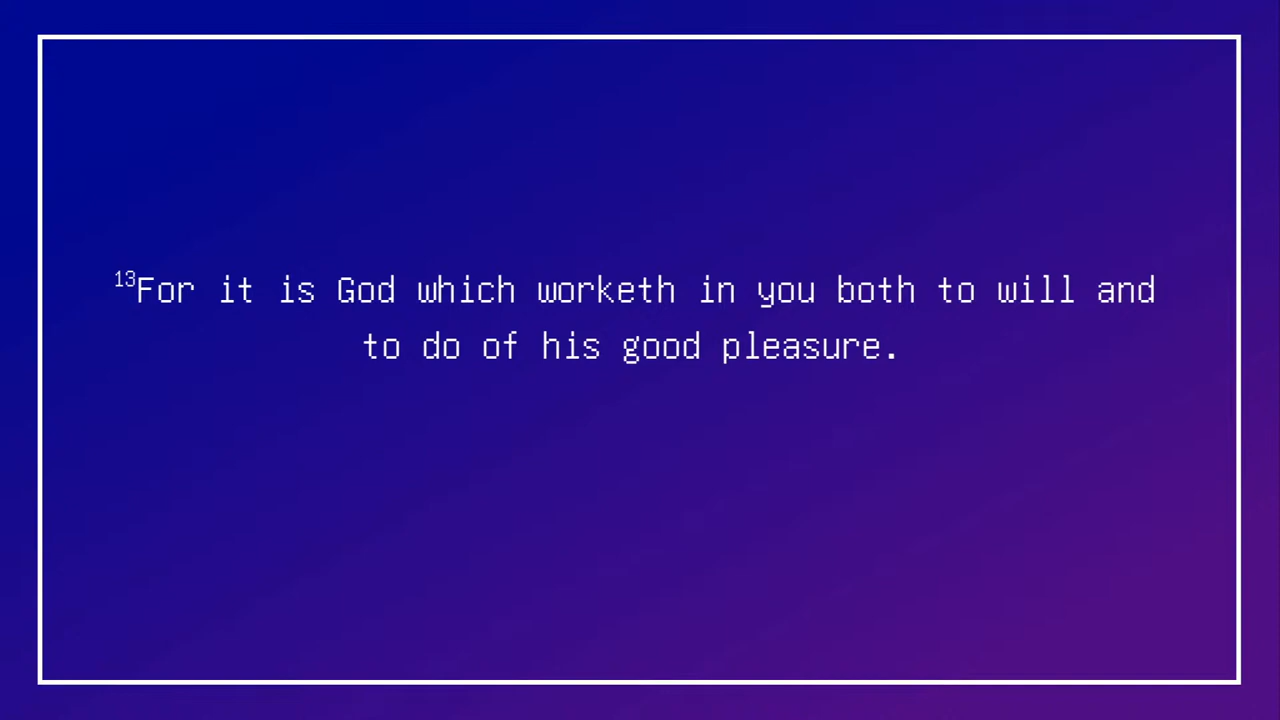 ¹³For it is God which worketh in you both to will and
to do of his good pleasure.